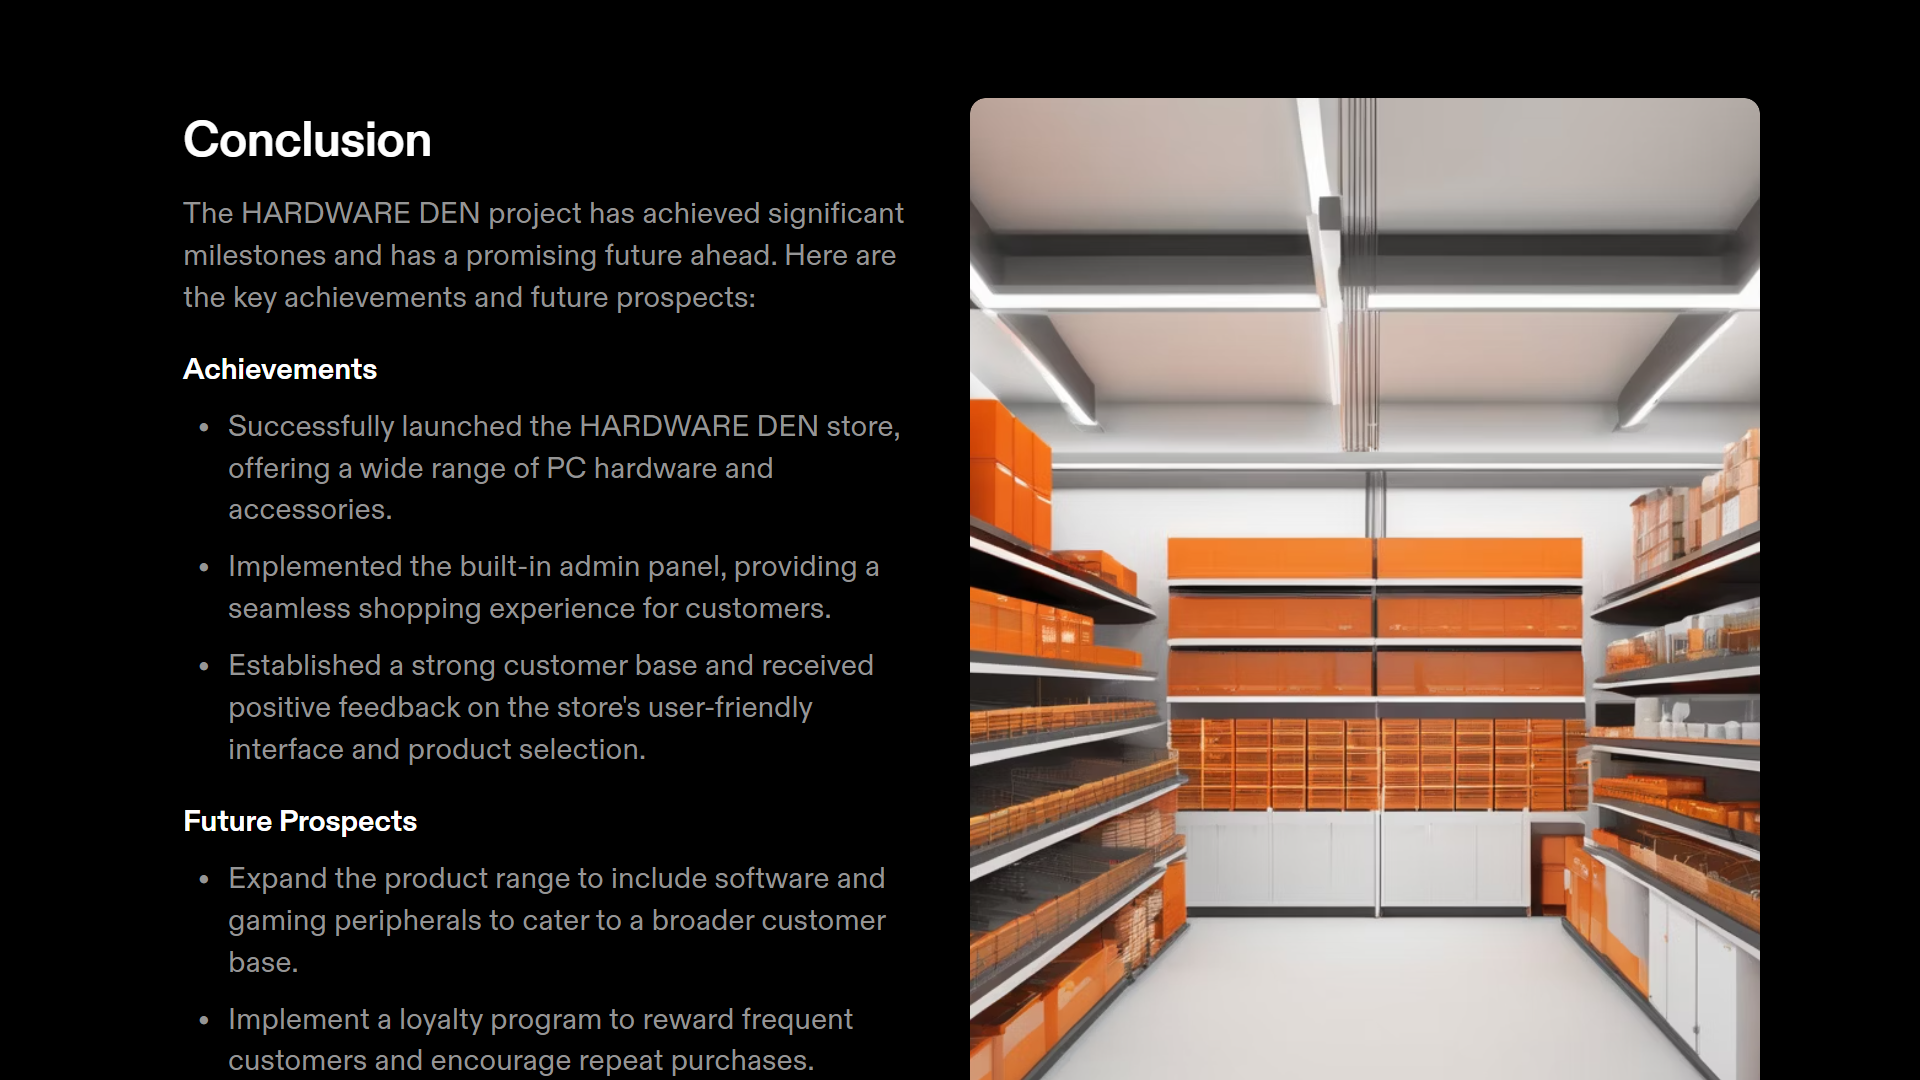 Conclusion
The HARDWARE DEN project has achieved significant
milestones and has a promising future ahead. Here are
the key achievements and future prospects:
Achievements
• Successfully launched the HARDWARE DEN store,
offering a wide range of PC hardware and
accessories.
• Implemented the built-in admin panel, providing a
seamless shopping experience for customers.
• Established a strong customer base and received
positive feedback on the store's user-friendly
interface and product selection.
Future Prospects
• Expand the product range to include software and
gaming peripherals to cater to a broader customer
base.
• Implement a loyalty program to reward frequent
customers and encourage repeat purchases.